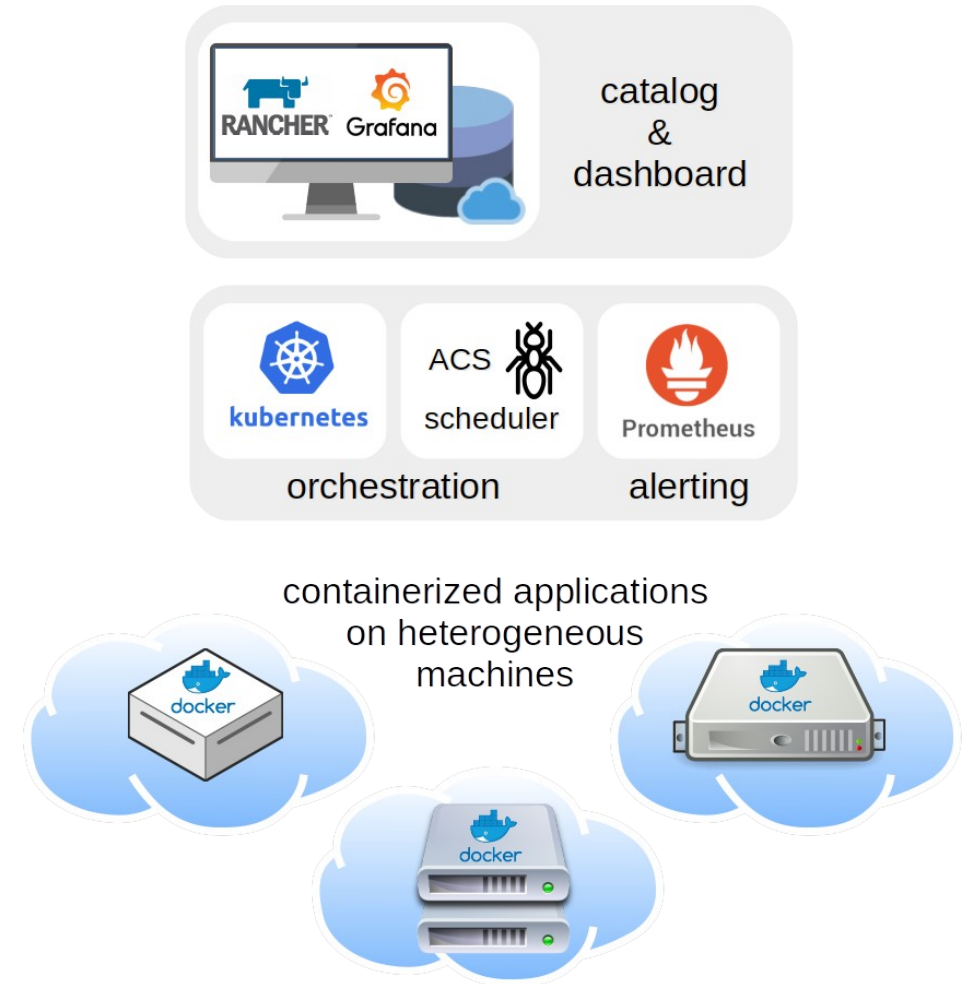 RANCHER
Grafana
catalog
&
dashboard
kubernetes
ACS
scheduler
Prometheus
orchestration
alerting
containerized applications
on heterogeneous
machines
docker
docker
docker